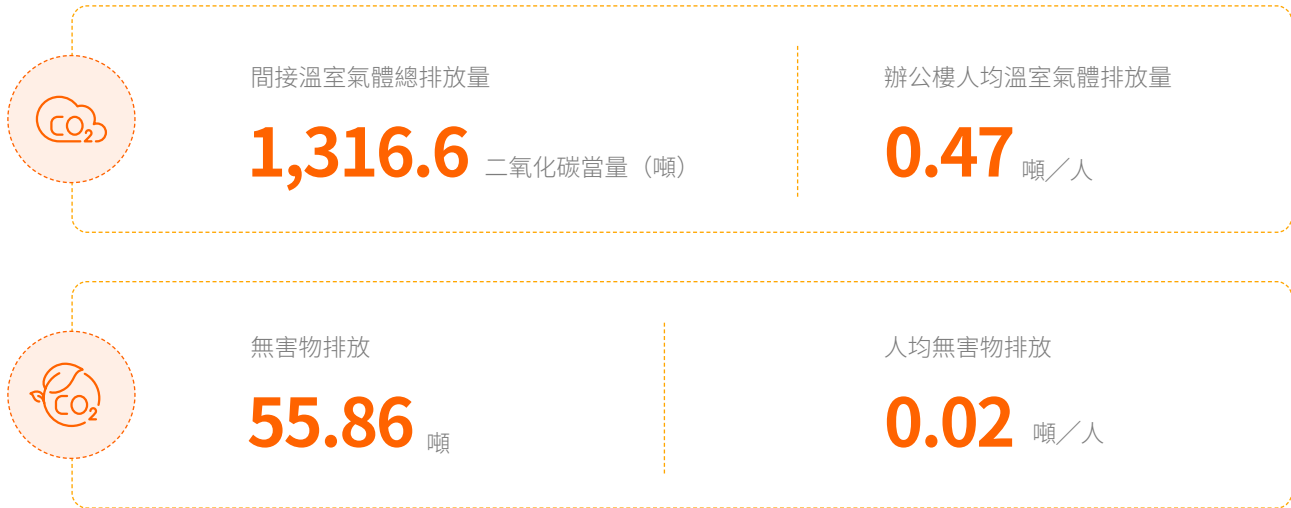 CO2
間接溫室氣體總排放量
1,316.6 二氧化碳當量（噸）
辦公樓人均溫室氣體排放量
0.47 噸／人
CO2
無害物排放
55.86 噸
人均無害物排放
0.02 噸／人